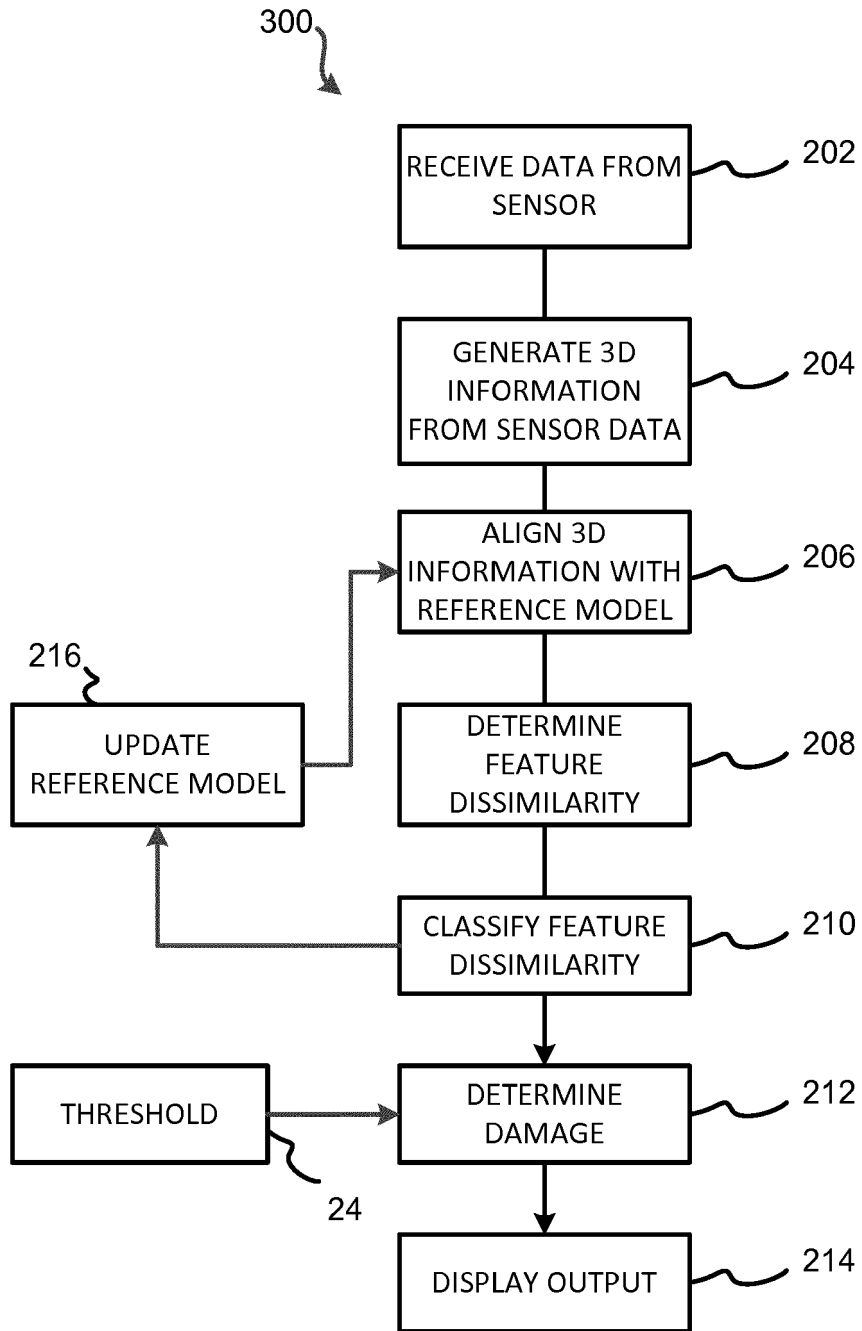 300
RECEIVE DATA FROM
SENSOR
202
GENERATE 3D
INFORMATION
FROM SENSOR DATA
204
ALIGN 3D
INFORMATION WITH
REFERENCE MODEL
206
216
UPDATE
REFERENCE MODEL
DETERMINE
FEATURE
DISSIMILARITY
208
CLASSIFY FEATURE
DISSIMILARITY
210
THRESHOLD
24
DETERMINE
DAMAGE
212
DISPLAY OUTPUT
214